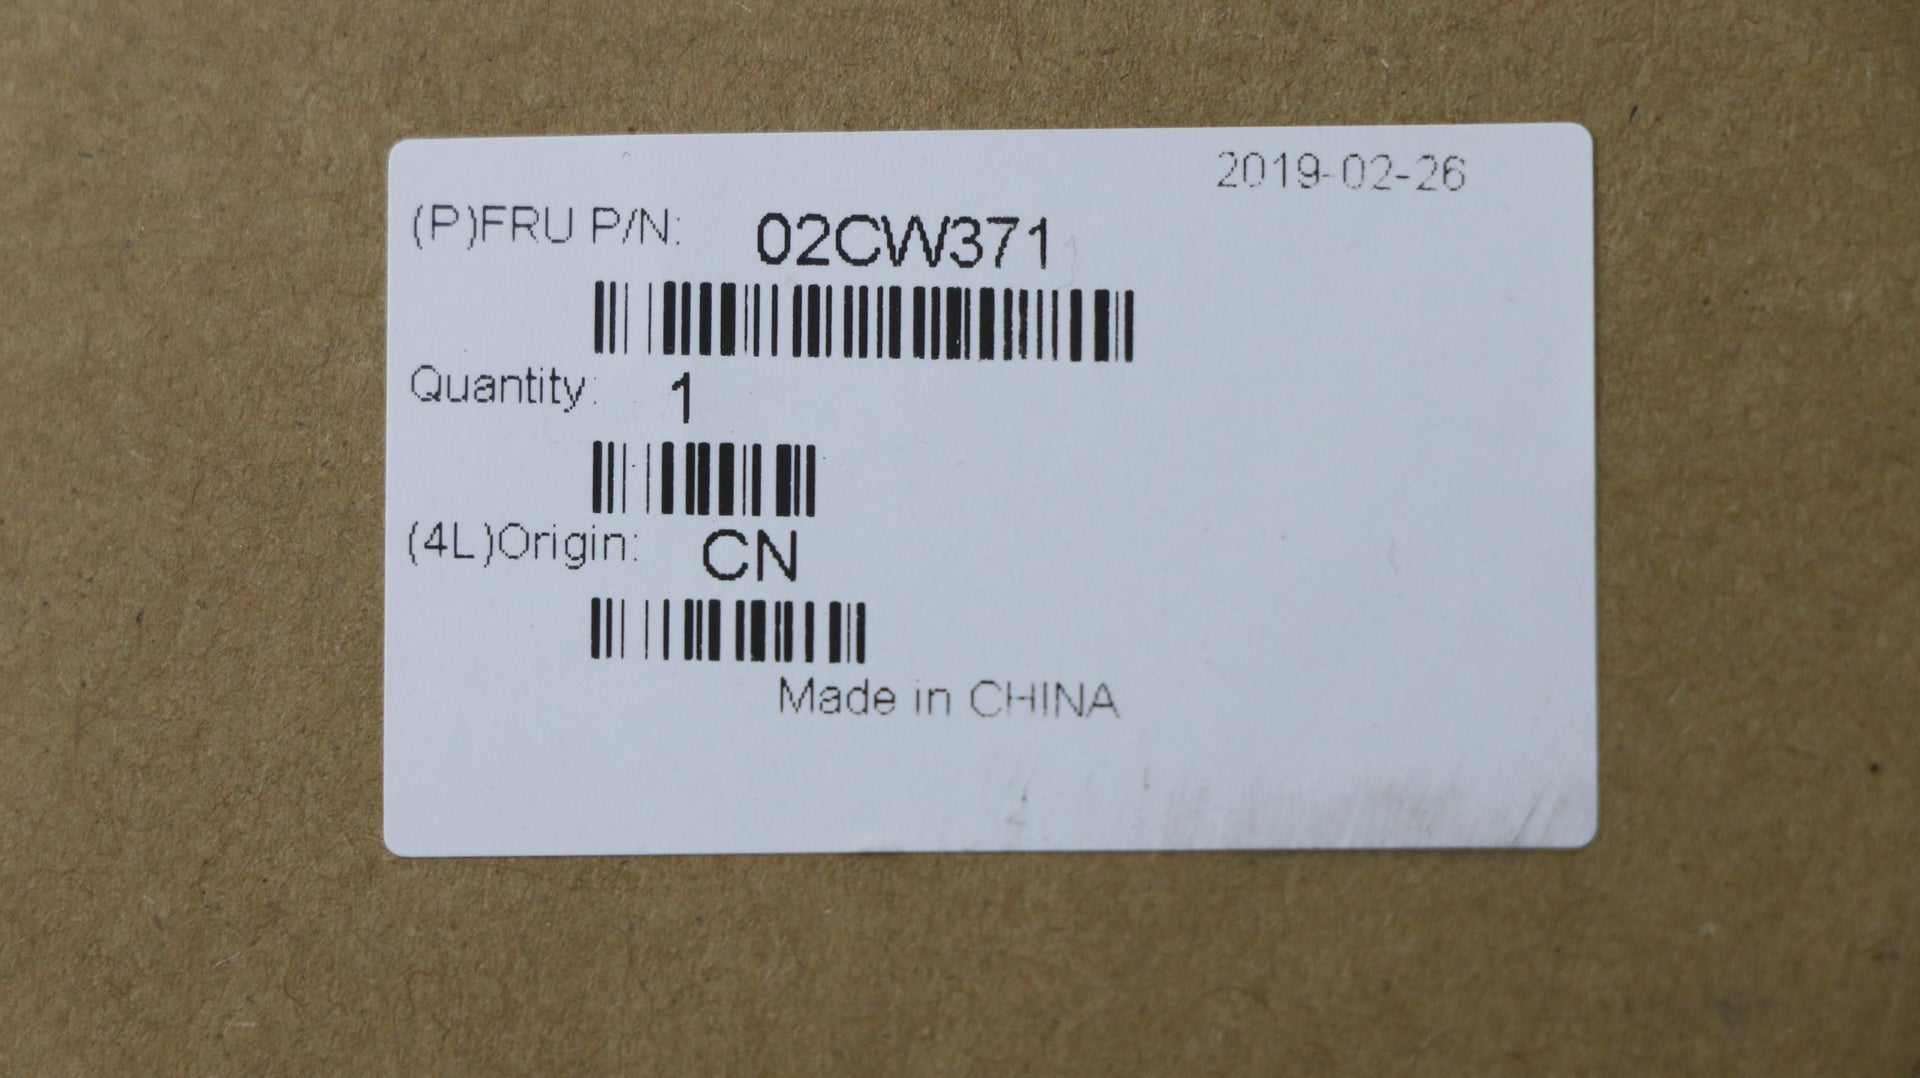 2019-02-26
(P)FRU P/N: 02CW371
Quantity: 1
(4L)Origin: CN
Made in CHINA